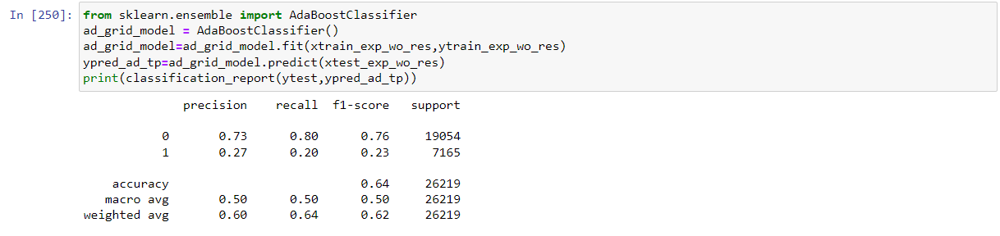 In [250]: from sklearn.ensemble import AdaBoostClassifier
ad_grid_model = AdaBoostClassifier()
ad_grid_model=ad_grid_model.fit(xtrain_exp_wo_res,ytrain_exp_wo_res)
ypred_ad_tp=ad_grid_model.predict(xtest_exp_wo_res)
print(classification_report(ytest,ypred_ad_tp))
precision recall f1-score support
0 0.73 0.80 0.76 19054
1 0.27 0.20 0.23 7165
accuracy 0.64 26219
macro avg 0.50 0.50 0.50 26219
weighted avg 0.60 0.64 0.62 26219